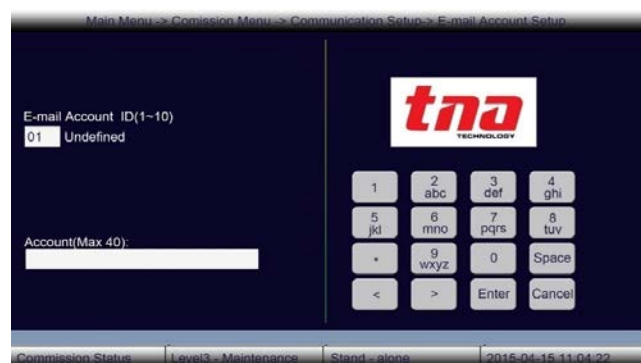 Main Menu -> Comission Menu -> Communication Setup-> E-mail Account Setup
E-mail Account ID(1~10)
01 Undefined
Account(Max 40):
tna
TECHNOLOGY
1
2
abc
3
def
4
ghi
5
jkl
6
mno
7
pqrs
8
tuv
*
9
wxyz
0
Space
<
>
Enter
Cancel
Commission Status
Level3 - Maintenance
Stand - alone
2015-04-15 11:04:22